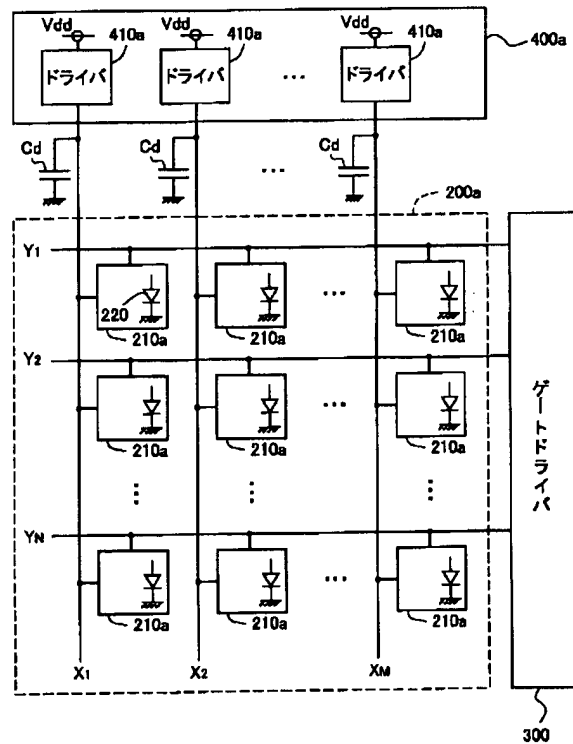 Vdd 410a Vdd 410a Vdd 410a
400a
ドライバ ドライバ … ドライバ
Cd Cd … Cd
200a
Y1
220
210a 210a … 210a
Y2
210a 210a … 210a
YN
210a 210a … 210a
X1 X2 XM
ゲートドライバ
300